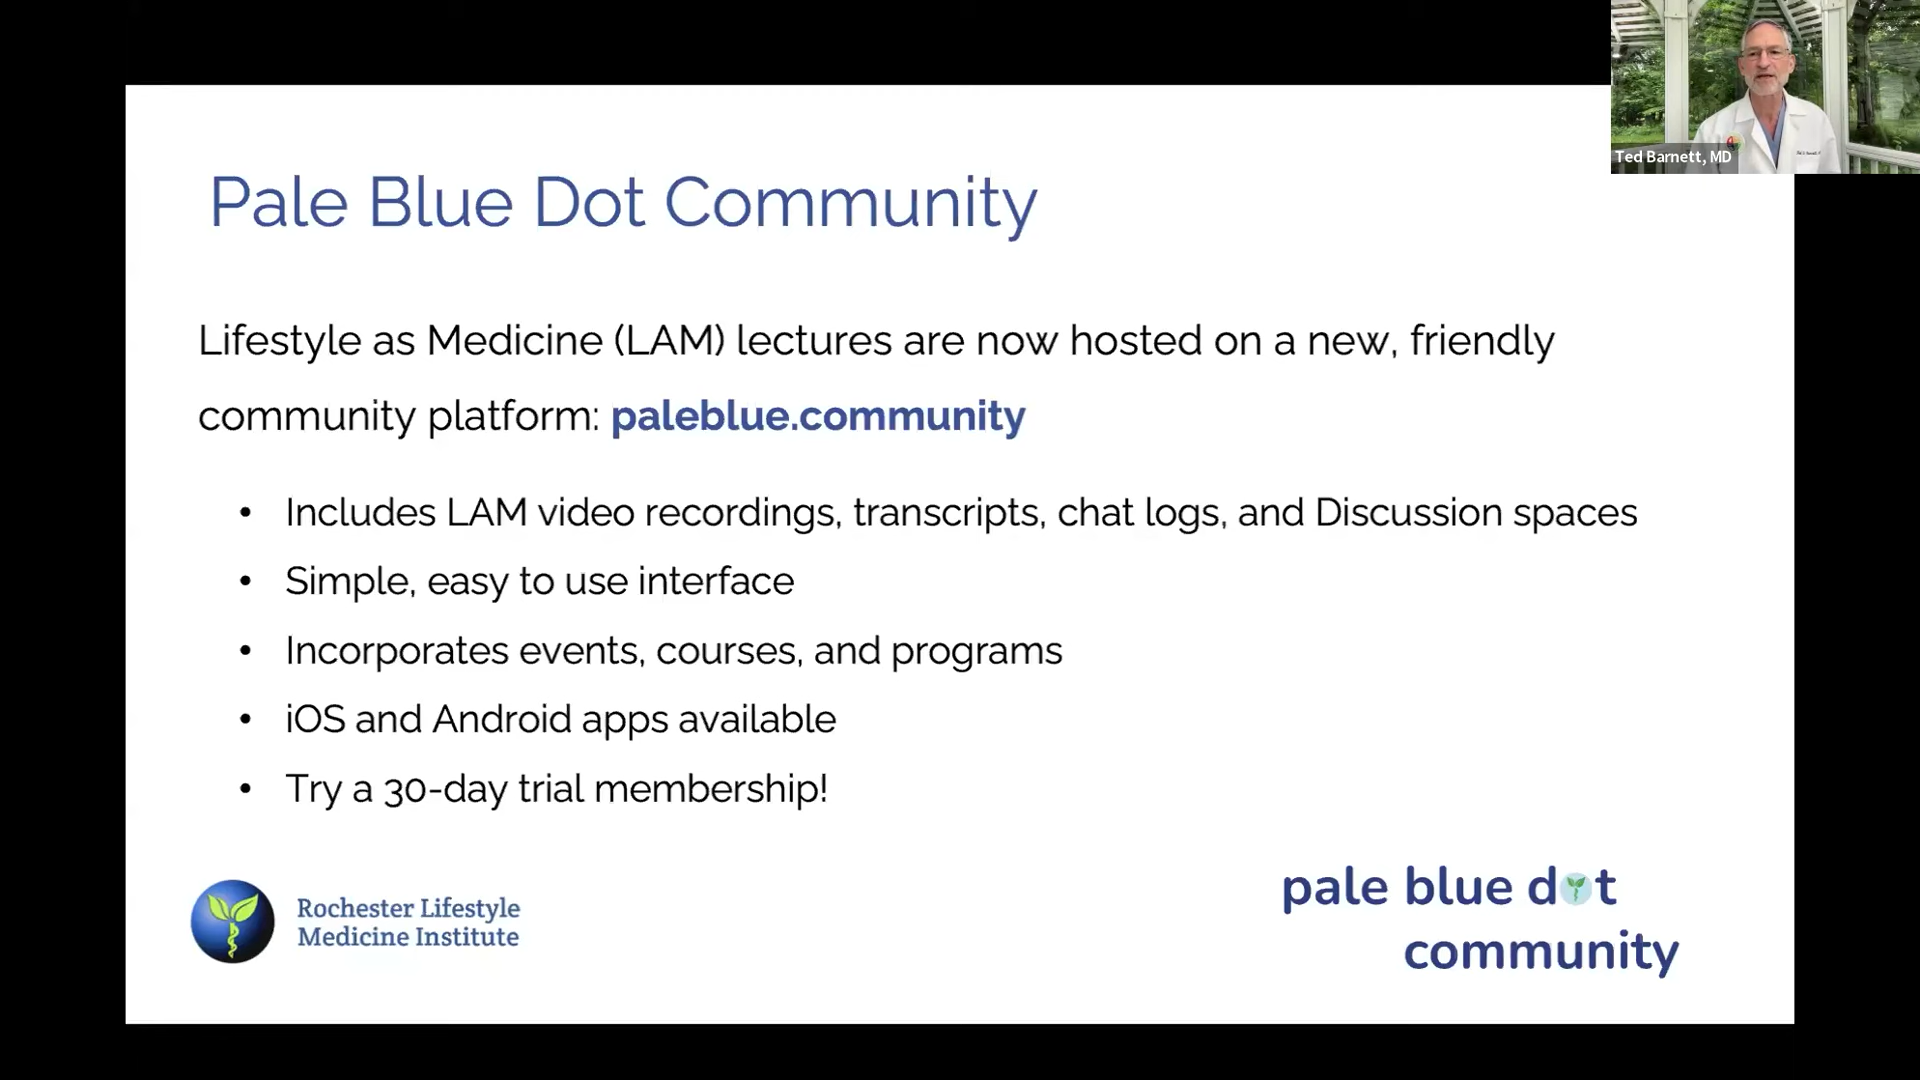 Ted Barnett, MD
Pale Blue Dot Community
Lifestyle as Medicine (LAM) lectures are now hosted on a new, friendly
community platform: paleblue.community
• Includes LAM video recordings, transcripts, chat logs, and Discussion spaces
• Simple, easy to use interface
• Incorporates events, courses, and programs
• iOS and Android apps available
• Try a 30-day trial membership!
Rochester Lifestyle
Medicine Institute
pale blue dot
community